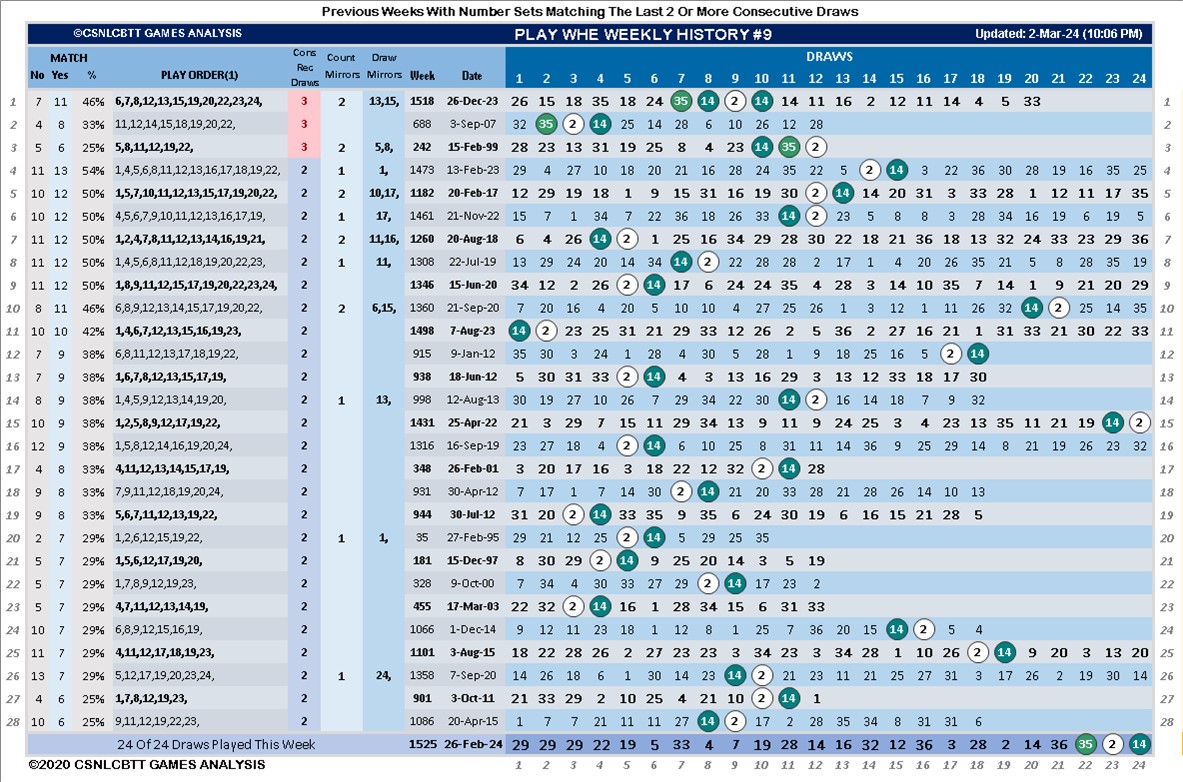 Previous Weeks With Number Sets Matching The Last 2 Or More Consecutive Draws
©CSNLCBTT GAMES ANALYSIS PLAY WHE WEEKLY HISTORY #9 Updated: 2-Mar-24 (10:06 PM)
MATCH Cons Rec Draws Count Mirrors Draw Mirrors DRAWS
No Yes % PLAY ORDER(1) Week Date 1 2 3 4 5 6 7 8 9 10 11 12 13 14 15 16 17 18 19 20 21 22 23 24
1 7 11 46% 6,7,8,12,13,15,19,20,22,23,24, 3 2 13,15, 1518 26-Dec-23 26 15 18 35 18 24 35 14 2 10 14 11 16 2 12 11 14 4 5 33 1
2 4 8 33% 11,12,14,15,18,19,20,22, 3 688 3-Sep-07 32 35 2 14 25 14 28 6 10 26 12 28 2
3 5 6 25% 5,8,11,12,19,22, 3 2 5,8, 242 15-Feb-99 28 23 13 31 19 25 8 4 23 14 35 2 3
4 11 13 54% 1,4,5,6,8,11,12,13,16,17,18,19,22, 2 1 1, 1473 13-Feb-23 29 4 27 10 18 20 21 16 28 24 35 22 5 14 15 3 22 36 30 28 19 16 35 25 4
5 10 12 50% 1,5,7,10,11,12,13,15,17,19,20,22, 2 2 10,17, 1182 20-Feb-17 12 29 19 18 1 9 15 31 16 19 30 2 14 14 20 31 3 33 28 1 12 11 17 35 5
6 10 12 50% 4,5,6,7,9,10,11,12,13,16,17,19, 2 1 17, 1461 21-Nov-22 15 7 1 34 7 22 36 18 26 33 14 2 23 5 8 8 3 28 34 16 19 6 19 5 6
7 11 12 50% 1,2,4,7,8,11,12,13,14,16,19,21, 2 2 11,16, 1260 20-Aug-18 6 4 26 14 2 1 25 16 34 29 28 30 22 18 21 36 18 13 32 24 33 23 29 36 7
8 11 12 50% 1,4,5,6,8,11,12,18,19,20,22,23, 2 1 11, 1308 22-Jul-19 13 29 24 20 14 34 14 2 22 28 28 2 17 1 4 20 26 35 21 5 8 28 35 19 8
9 11 12 50% 1,8,9,11,12,15,17,19,20,22,23,24, 2 1346 15-Jun-20 34 12 2 26 2 14 17 6 24 24 35 4 28 3 14 10 35 7 14 1 9 21 20 29 9
10 8 11 46% 6,8,9,12,13,14,15,17,19,20,22, 2 2 6,15, 1360 21-Sep-20 7 20 16 4 20 5 10 10 4 27 25 26 1 3 12 1 11 26 32 14 2 25 14 35 10
11 10 10 42% 1,4,6,7,12,13,15,16,19,23, 2 1498 7-Aug-23 14 2 23 25 31 21 29 33 11 26 2 5 36 2 27 16 21 1 31 33 21 30 22 33 11
12 7 9 38% 6,8,11,12,13,17,18,19,22, 2 915 9-Jan-12 35 30 3 24 1 28 4 30 5 28 1 9 18 25 16 5 2 14 12
13 7 9 38% 1,6,7,8,12,13,15,17,19, 2 938 18-Jun-12 5 30 31 33 2 14 4 3 13 16 29 3 13 12 33 18 17 30 13
14 8 9 38% 1,4,5,9,12,13,14,19,20, 2 1 13, 998 12-Aug-13 30 19 27 10 26 7 29 34 22 30 14 2 16 14 18 7 9 32 14
15 10 9 38% 1,2,5,8,9,12,17,19,22, 2 1431 25-Apr-22 21 3 29 7 15 11 29 34 13 9 11 9 24 25 3 4 23 13 35 11 21 19 14 2 15
16 12 9 38% 1,5,8,12,14,16,19,20,24, 2 1316 16-Sep-19 23 27 18 4 2 14 6 10 25 8 31 11 14 36 9 25 29 14 8 21 19 26 23 32 16
17 4 8 33% 4,11,12,13,14,15,17,19, 2 348 26-Feb-01 3 20 17 16 3 18 22 12 32 2 14 28 17
18 9 8 33% 7,9,11,12,18,19,20,24, 2 931 30-Apr-12 7 17 1 7 14 30 2 14 21 20 33 28 21 28 26 14 10 13 18
19 9 8 33% 5,6,7,11,12,13,19,22, 2 944 30-Jul-12 31 20 2 14 33 35 9 35 6 24 30 19 6 16 15 21 28 5 19
20 2 7 29% 1,2,6,12,15,19,22, 2 1 1, 35 27-Feb-95 29 21 12 25 2 14 5 29 25 35 20
21 4 7 29% 1,5,6,12,17,19,20, 2 181 15-Dec-97 8 30 29 2 14 9 25 20 14 3 5 19 21
22 5 7 29% 1,7,8,9,12,19,23, 2 328 9-Oct-00 7 34 4 30 33 27 29 2 14 17 23 2 22
23 5 7 29% 4,7,11,12,13,14,19, 2 455 17-Mar-03 22 32 2 14 16 1 28 34 15 6 31 33 23
24 10 7 29% 6,8,9,12,15,16,19, 2 1066 1-Dec-14 9 12 11 23 18 1 12 8 1 25 7 36 20 15 14 2 5 4 24
25 11 7 29% 4,11,12,17,18,19,23, 2 1101 3-Aug-15 18 22 28 26 2 27 23 23 3 34 23 3 34 28 1 10 26 2 14 9 20 3 13 20 25
26 13 7 29% 5,12,17,19,20,23,24, 2 1 24, 1358 7-Sep-20 14 26 18 6 1 30 14 23 14 2 21 23 11 21 25 27 31 3 17 26 2 19 30 14 26
27 4 6 25% 1,7,8,12,19,23, 2 901 3-Oct-11 21 33 29 2 10 25 4 21 10 2 14 1 27
28 10 6 25% 9,11,12,19,22,23, 2 1086 20-Apr-15 1 7 7 21 11 11 27 14 2 17 2 28 35 34 8 31 31 6 28
24 Of 24 Draws Played This Week 1525 26-Feb-24 29 29 29 22 19 5 33 4 7 19 28 14 16 32 12 36 3 28 2 14 36 35 2 14
©2020 CSNLCBTT GAMES ANALYSIS 1 2 3 4 5 6 7 8 9 10 11 12 13 14 15 16 17 18 19 20 21 22 23 24